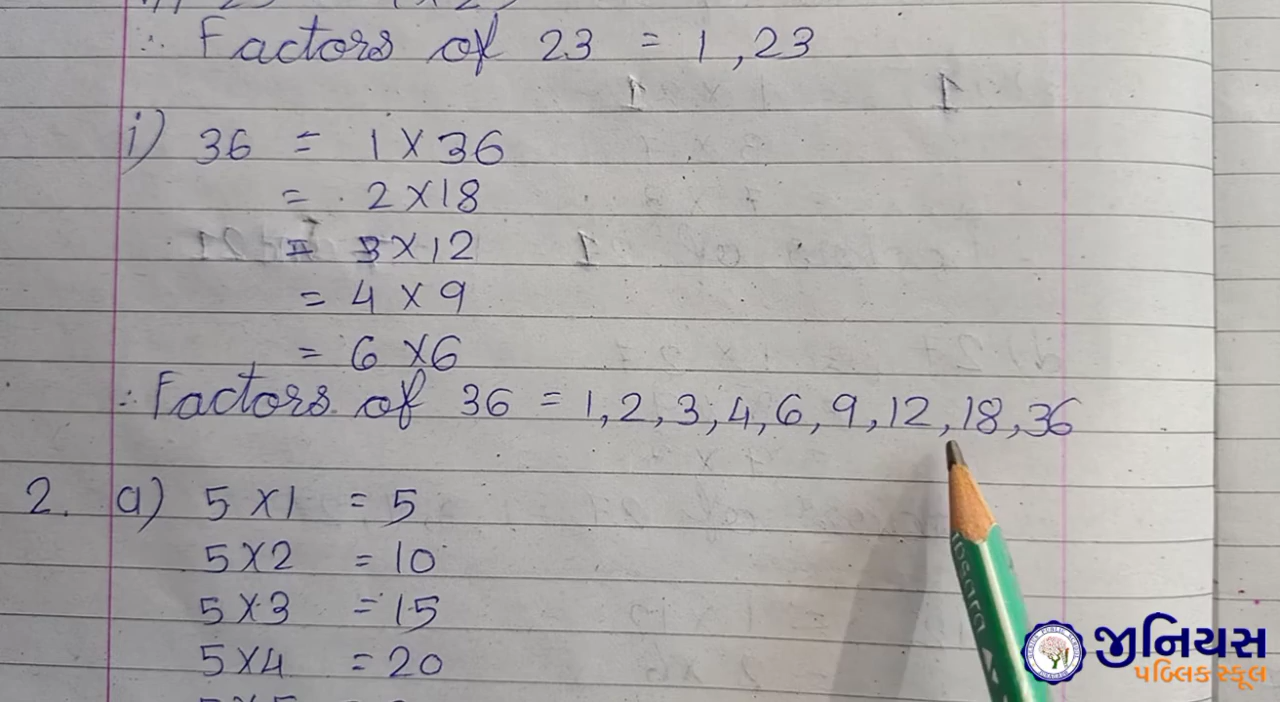 ∴ Factors of 23 = 1, 23
i) 36 = 1 × 36
= 2 × 18
= 3 × 12
= 4 × 9
= 6 × 6
∴ Factors of 36 = 1, 2, 3, 4, 6, 9, 12, 18, 36
2. a) 5 × 1 = 5
5 × 2 = 10
5 × 3 = 15
5 × 4 = 20
જીનિયસ
પબ્લિક સ્કૂલ